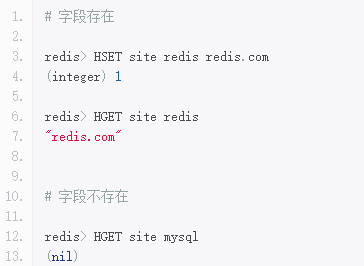 1. # 字段存在
2.
3. redis> HSET site redis redis.com
4. (integer) 1
5.
6. redis> HGET site redis
7. "redis.com"
8.
9.
10. # 字段不存在
11.
12. redis> HGET site mysql
13. (nil)